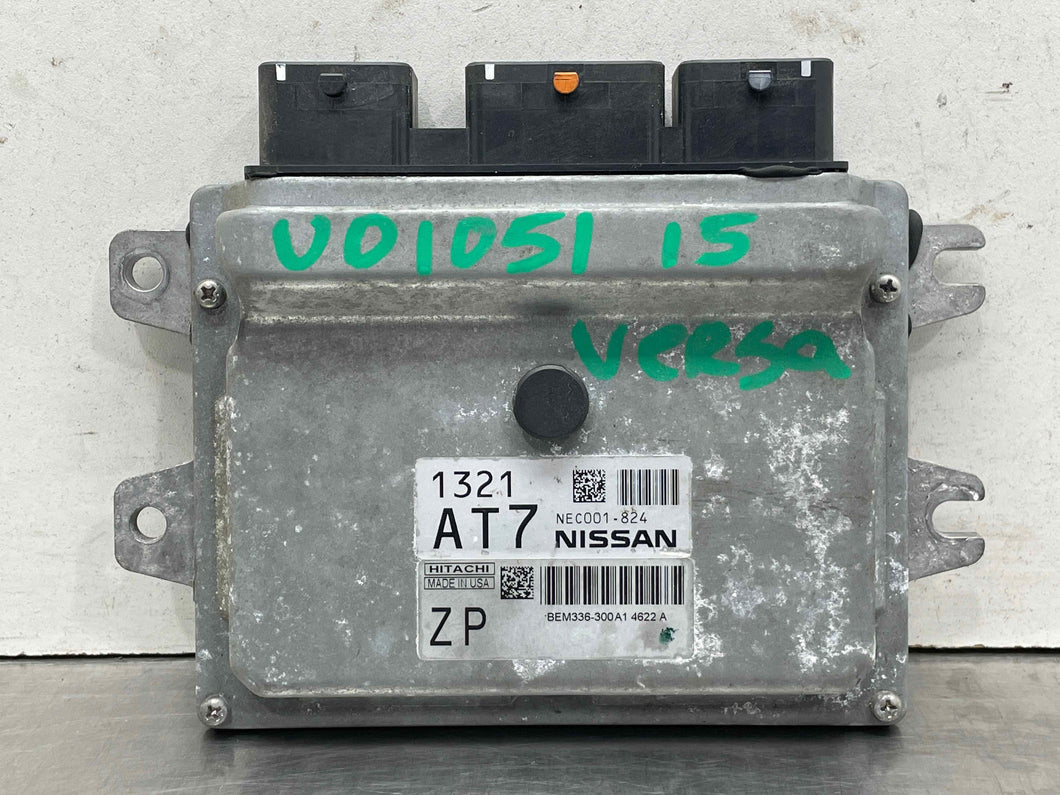 U01051 15
VERSA
1321
AT7
NEC001-824
NISSAN
HITACHI
MADE IN USA
ZP
BEM336-300A1 4622 A